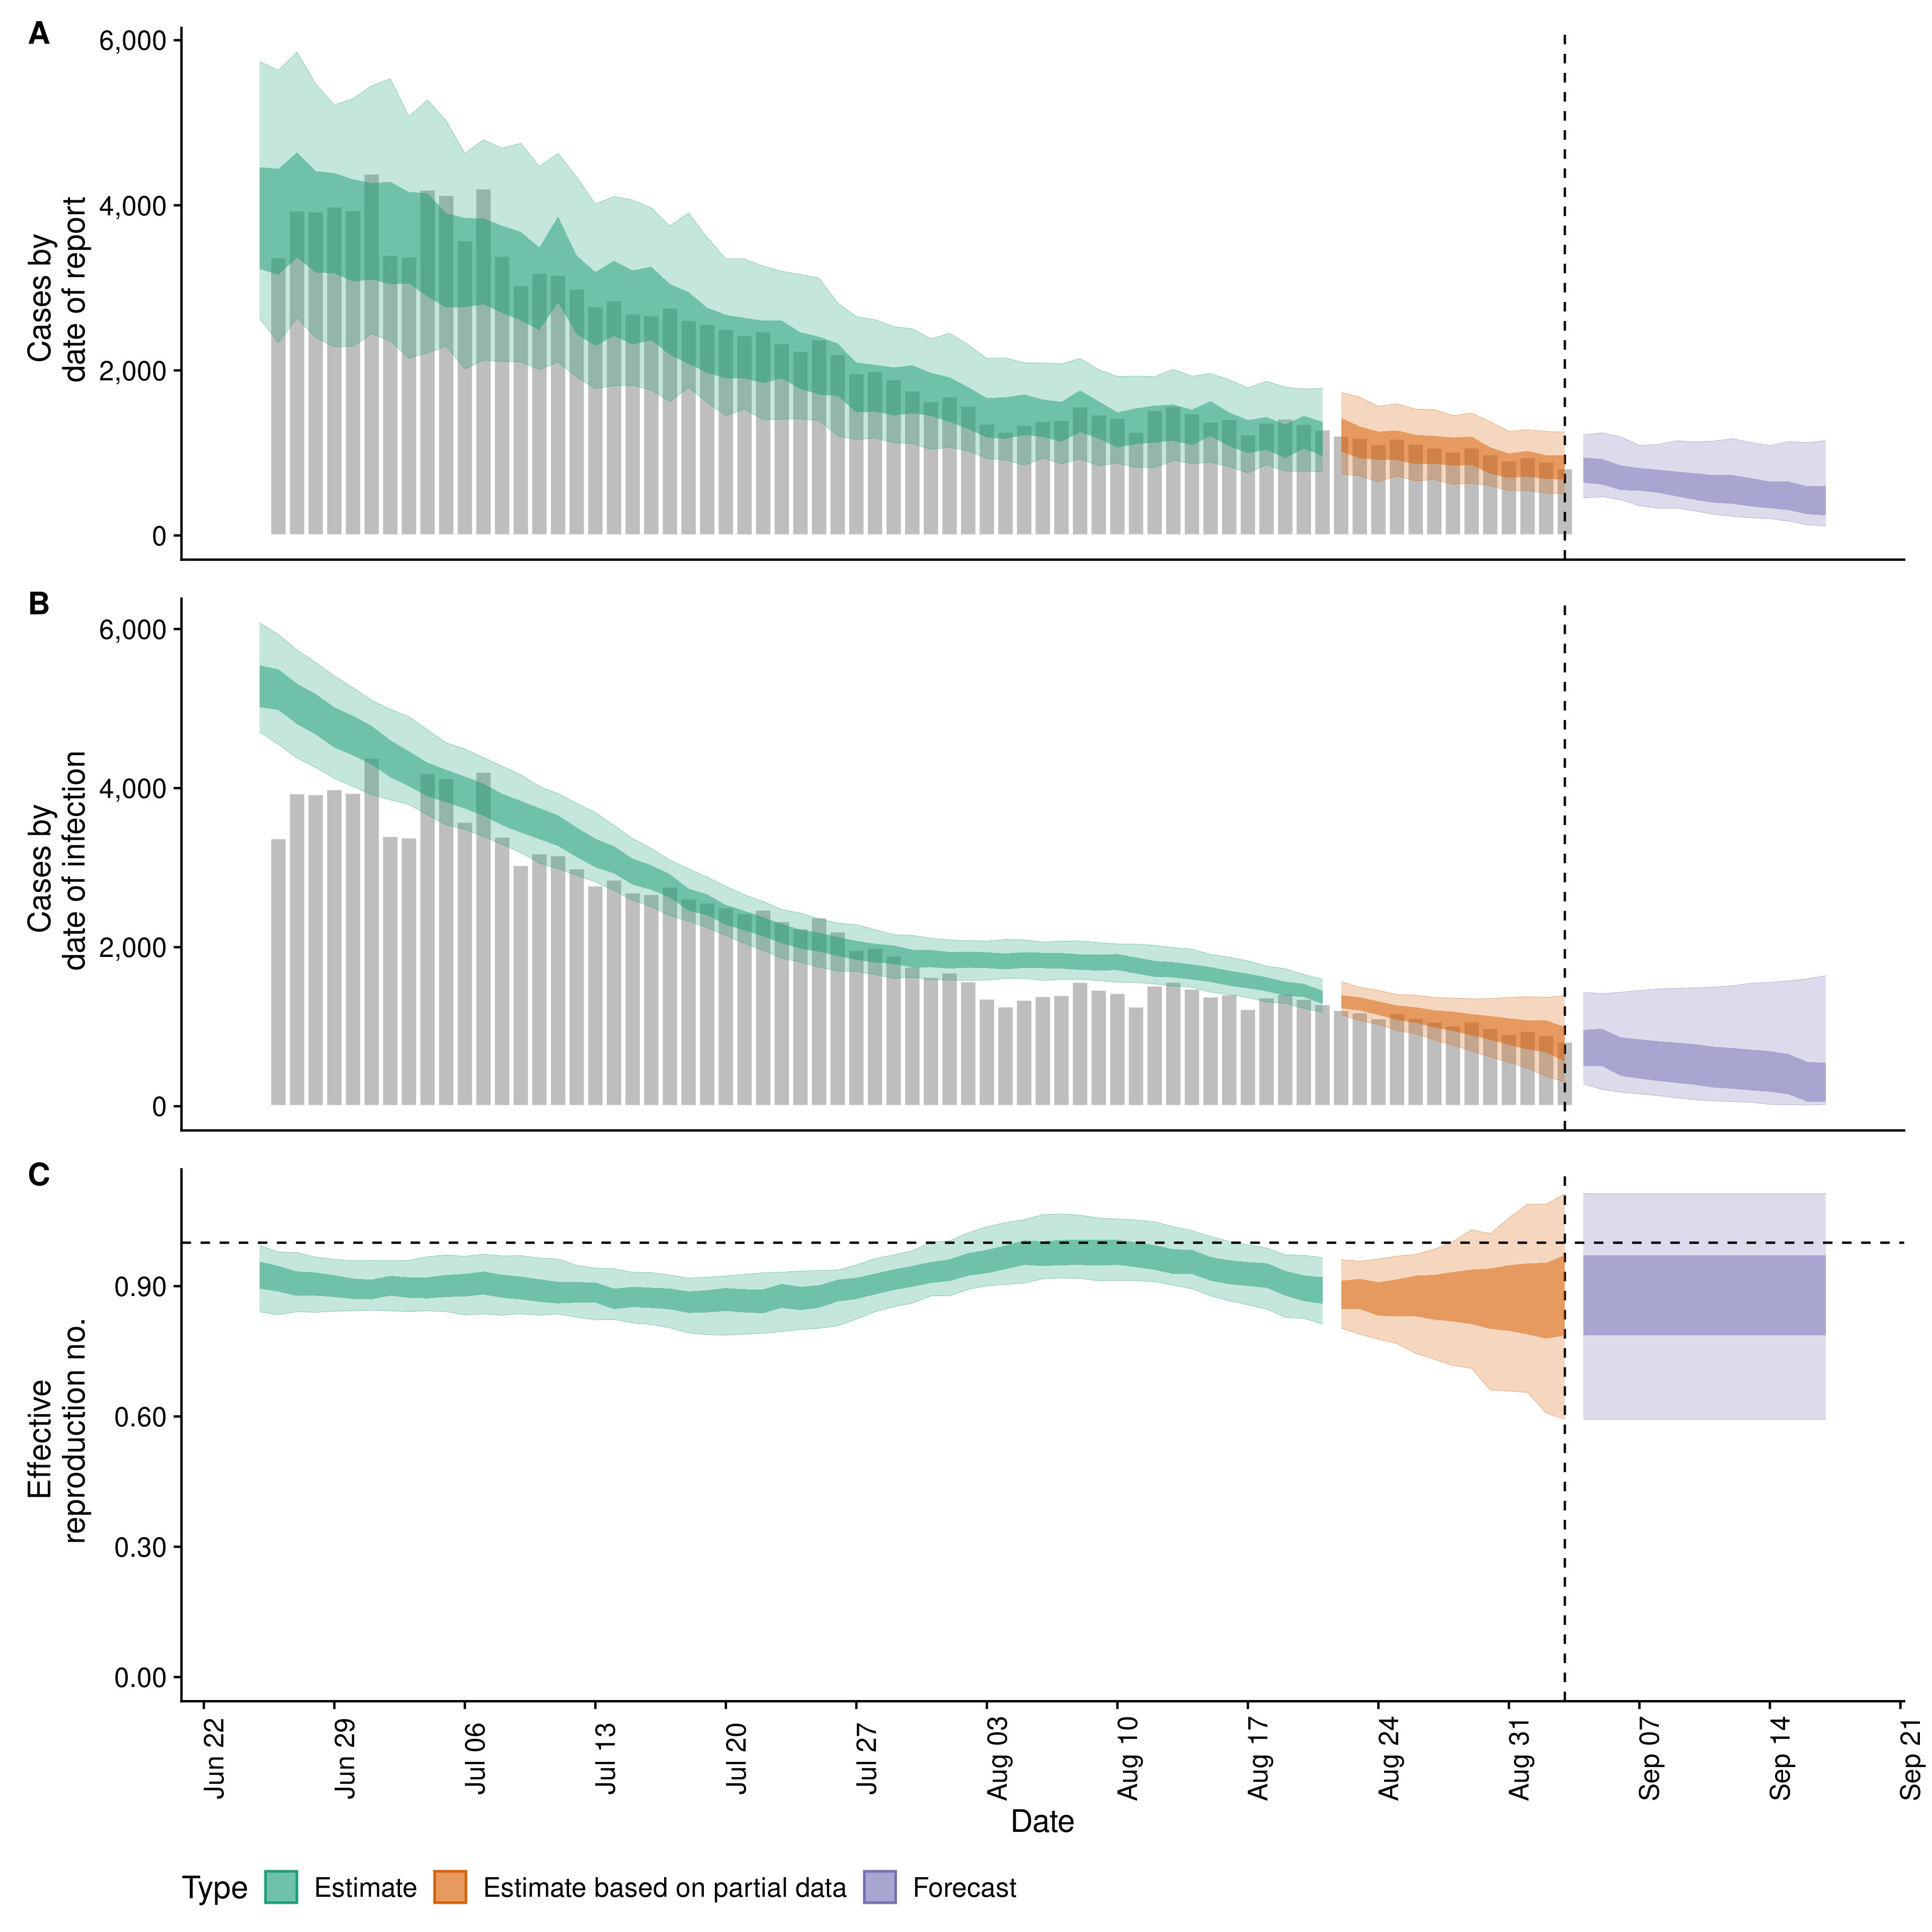 A
6,000
4,000
2,000
0
Cases by
date of report
B
6,000
4,000
2,000
0
Cases by
date of infection
C
0.90
0.60
0.30
0.00
Effective
reproduction no.
Jun 22
Jun 29
Jul 06
Jul 13
Jul 20
Jul 27
Aug 03
Aug 10
Aug 17
Aug 24
Aug 31
Sep 07
Sep 14
Sep 21
Date
Type Estimate Estimate based on partial data Forecast